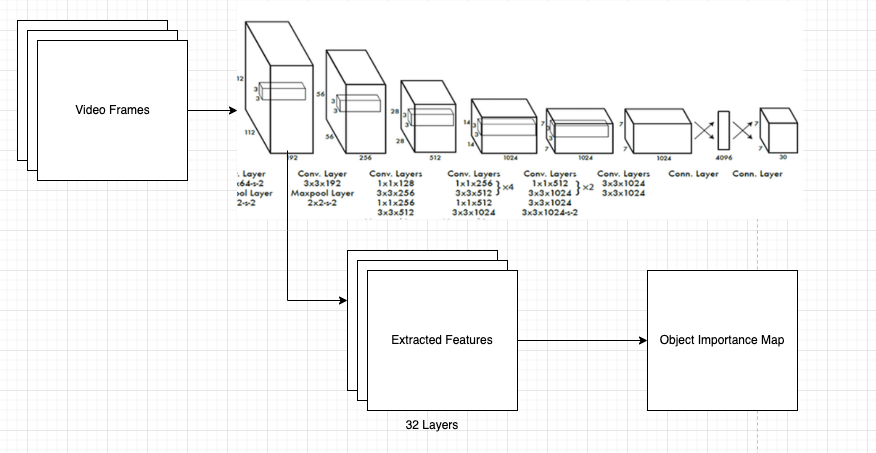 Video Frames
12
3
3
112
192
56
3
3
56
256
28
3
3
28
512
14
3
3
14
1024
7
3
3
7
1024
7
7
1024
4096
7
7
30
Layer
x64-s-2
ol Layer
2-s-2
Conv. Layer
3x3x192
Maxpool Layer
2x2-s-2
Conv. Layers
1x1x128
3x3x256
1x1x256
3x3x512
Conv. Layers
1x1x256 } x4
3x3x512
1x1x512
3x3x1024
Conv. Layers
1x1x512 } x2
3x3x1024
3x3x1024
3x3x1024-s-2
Conv. Layers
3x3x1024
3x3x1024
Conn. Layer
Conn. Layer
Extracted Features
Object Importance Map
32 Layers